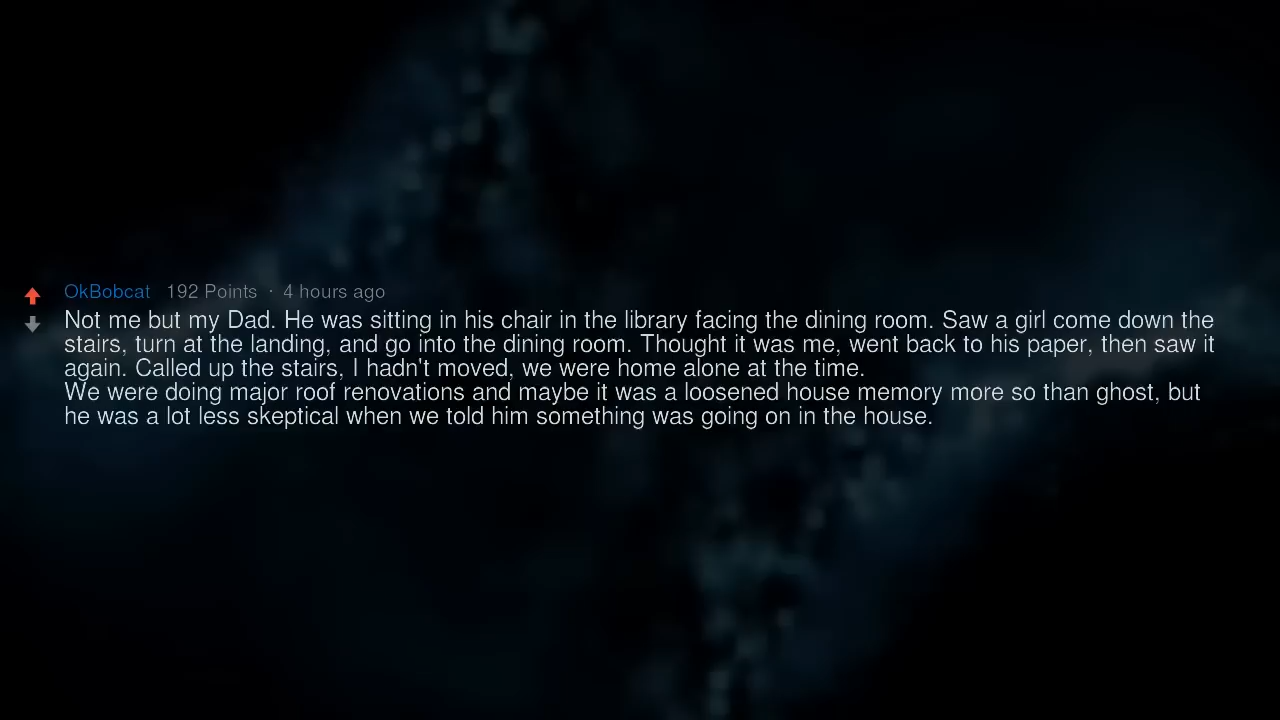 OkBobcat 192 Points · 4 hours ago
Not me but my Dad. He was sitting in his chair in the library facing the dining room. Saw a girl come down the
stairs, turn at the landing, and go into the dining room. Thought it was me, went back to his paper, then saw it
again. Called up the stairs, I hadn't moved, we were home alone at the time.
We were doing major roof renovations and maybe it was a loosened house memory more so than ghost, but
he was a lot less skeptical when we told him something was going on in the house.